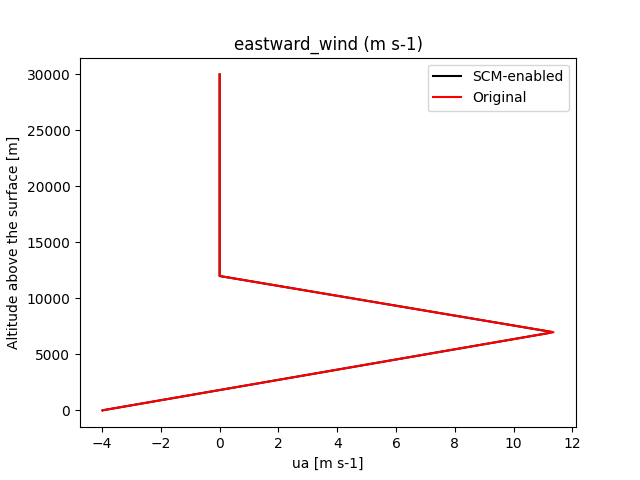 eastward_wind (m s-1)
SCM-enabled
Original
Altitude above the surface [m]
30000
25000
20000
15000
10000
5000
0
−4 −2 0 2 4 6 8 10 12
ua [m s-1]